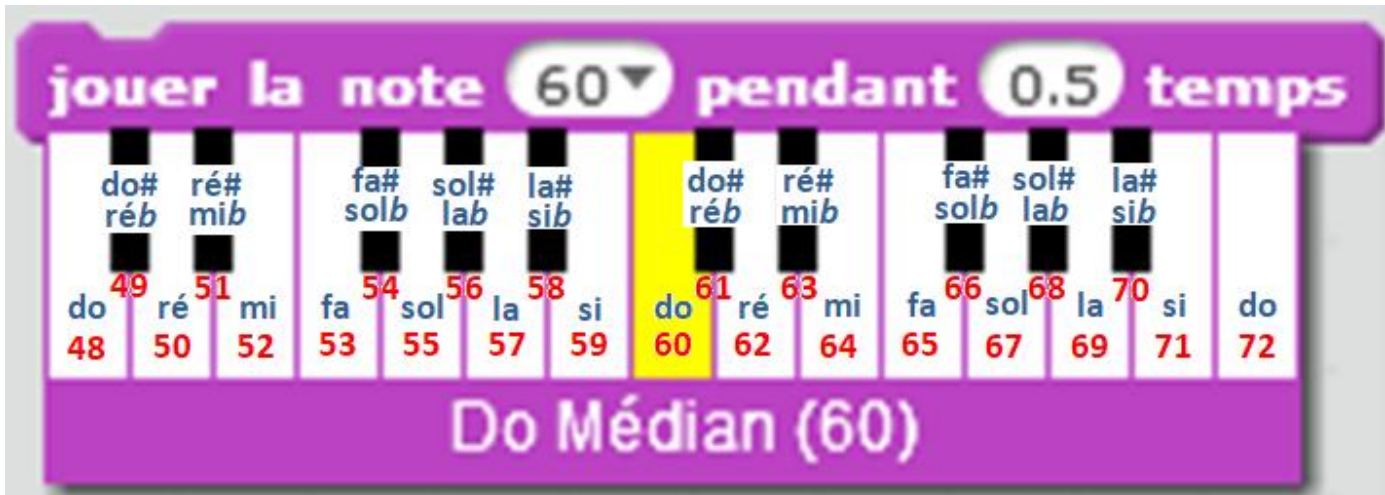 jouer la note 60 pendant 0.5 temps
do# ré# fa# sol# la# do# ré# fa# sol# la#
réb mib solb lab sib réb mib solb lab sib
49 51 54 56 58 61 63 66 68 70
do ré mi fa sol la si do ré mi fa sol la si do
48 50 52 53 55 57 59 60 62 64 65 67 69 71 72
Do Médian (60)